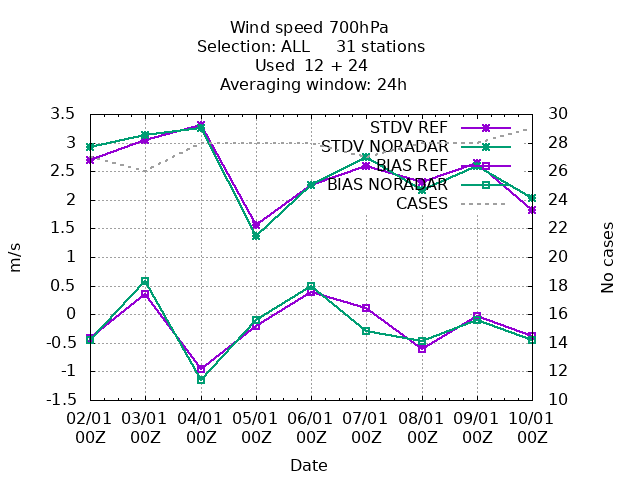 Wind speed 700hPa
Selection: ALL 31 stations
Used 12 + 24
Averaging window: 24h
3.5
3
2.5
2
1.5
1
0.5
0
-0.5
-1
-1.5
m/s
30
28
26
24
22
20
18
16
14
12
10
No cases
STDV REF
STDV NORADAR
BIAS REF
BIAS NORADAR
CASES
02/01 03/01 04/01 05/01 06/01 07/01 08/01 09/01 10/01
00Z 00Z 00Z 00Z 00Z 00Z 00Z 00Z 00Z
Date